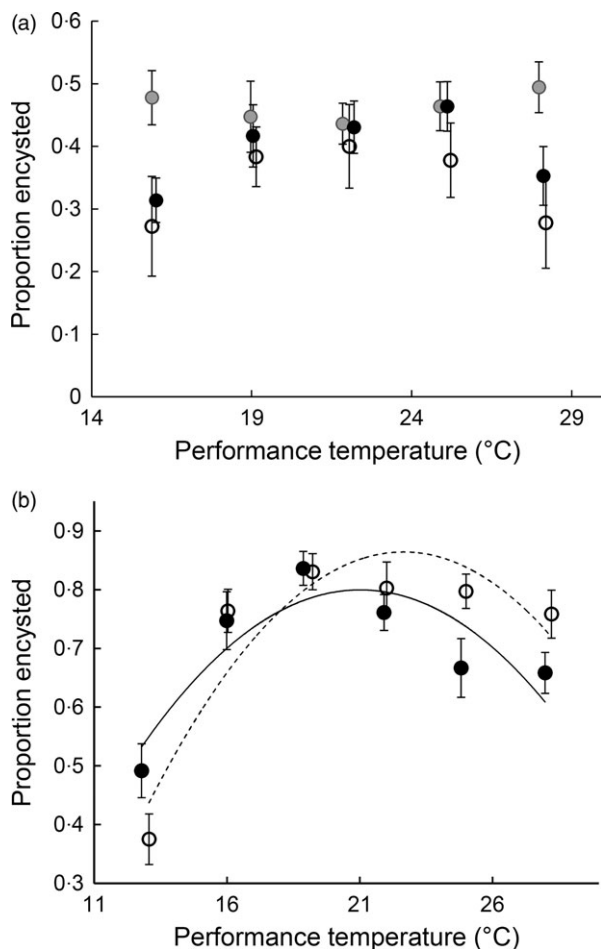 (a)
0·6
0·5
0·4
0·3
0·2
0·1
0
14 19 24 29
Performance temperature (°C)
Proportion encysted
(b)
0·9
0·8
0·7
0·6
0·5
0·4
0·3
11 16 21 26
Performance temperature (°C)
Proportion encysted